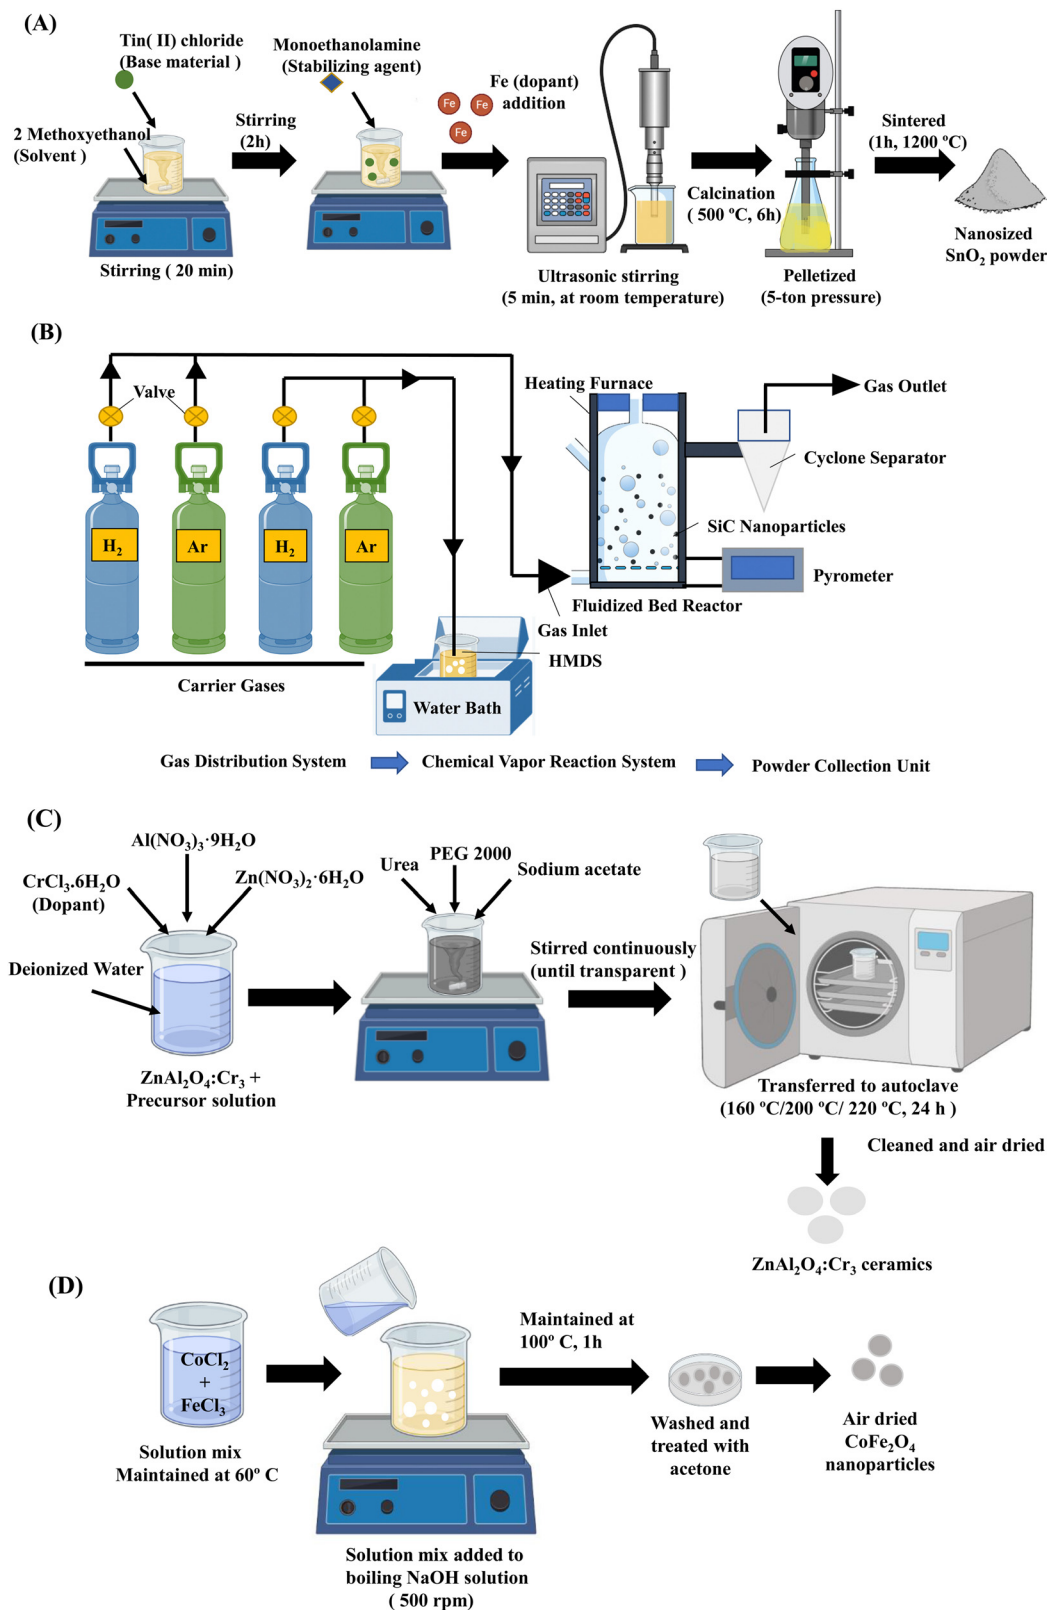 (A)
Tin( II) chloride
(Base material )
2 Methoxyethanol
(Solvent )
Stirring ( 20 min)
Stirring
(2h)
Monoethanolamine
(Stabilizing agent)
Fe (dopant)
addition
Fe
Fe
Fe
Ultrasonic stirring
(5 min, at room temperature)
Calcination
( 500 ºC, 6h)
Pelletized
(5-ton pressure)
Sintered
(1h, 1200 ºC)
Nanosized
SnO₂ powder
(B)
Valve
H₂
Ar
H₂
Ar
Carrier Gases
Heating Furnace
Gas Outlet
Cyclone Separator
SiC Nanoparticles
Pyrometer
Fluidized Bed Reactor
Gas Inlet
HMDS
Water Bath
Gas Distribution System
Chemical Vapor Reaction System
Powder Collection Unit
(C)
Al(NO₃)₃·9H₂O
CrCl₃.6H₂O
(Dopant)
Zn(NO₃)₂·6H₂O
Deionized Water
ZnAl₂O₄:Cr₃ +
Precursor solution
Urea
PEG 2000
Sodium acetate
Stirred continuously
(until transparent )
Transferred to autoclave
(160 ºC/200 ºC/ 220 ºC, 24 h )
Cleaned and air dried
ZnAl₂O₄:Cr₃ ceramics
(D)
CoCl₂
+
FeCl₃
Solution mix
Maintained at 60º C
Solution mix added to
boiling NaOH solution
( 500 rpm)
Maintained at
100º C, 1h
Washed and
treated with
acetone
Air dried
CoFe₂O₄
nanoparticles